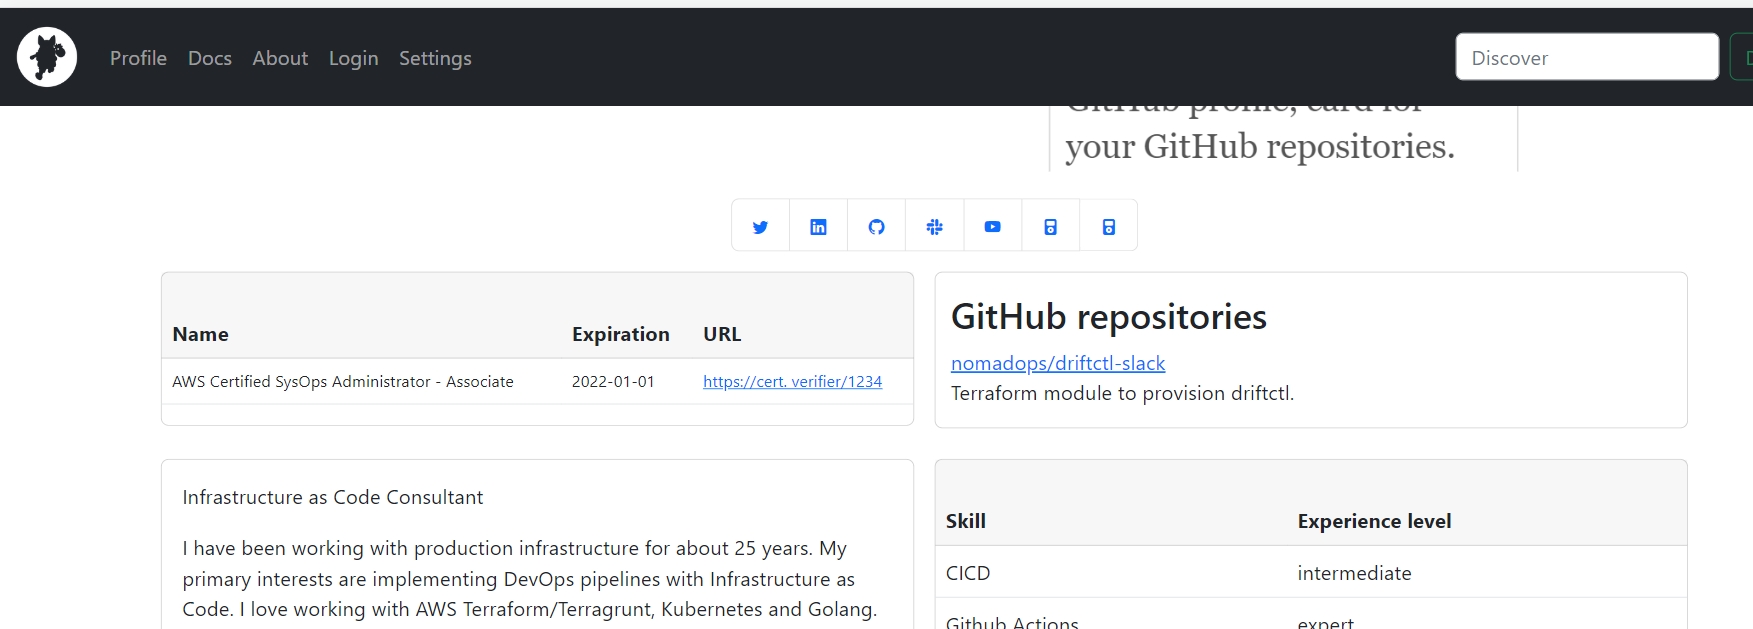 Profile Docs About Login Settings
Discover
GitHub profile, card for
your GitHub repositories.
Name Expiration URL
AWS Certified SysOps Administrator - Associate 2022-01-01 https://cert. verifier/1234
GitHub repositories
nomadops/driftctl-slack
Terraform module to provision driftctl.
Infrastructure as Code Consultant
I have been working with production infrastructure for about 25 years. My
primary interests are implementing DevOps pipelines with Infrastructure as
Code. I love working with AWS Terraform/Terragrunt, Kubernetes and Golang.
Skill Experience level
CICD intermediate
Github Actions expert